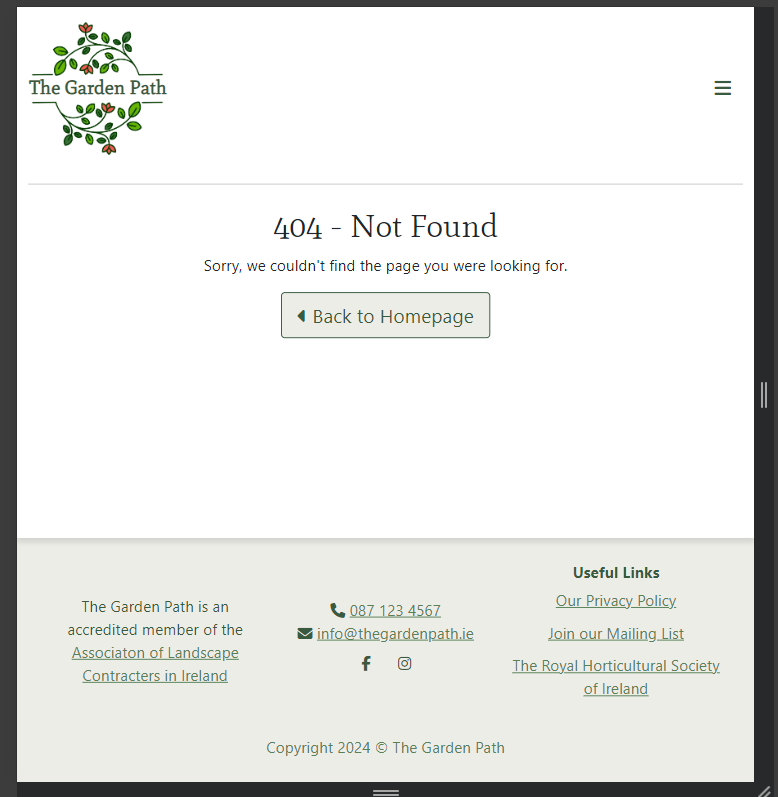 The Garden Path
404 - Not Found
Sorry, we couldn't find the page you were looking for.
Back to Homepage
The Garden Path is an
accredited member of the
Associaton of Landscape
Contracters in Ireland
087 123 4567
info@thegardenpath.ie
Useful Links
Our Privacy Policy
Join our Mailing List
The Royal Horticultural Society
of Ireland
Copyright 2024 © The Garden Path